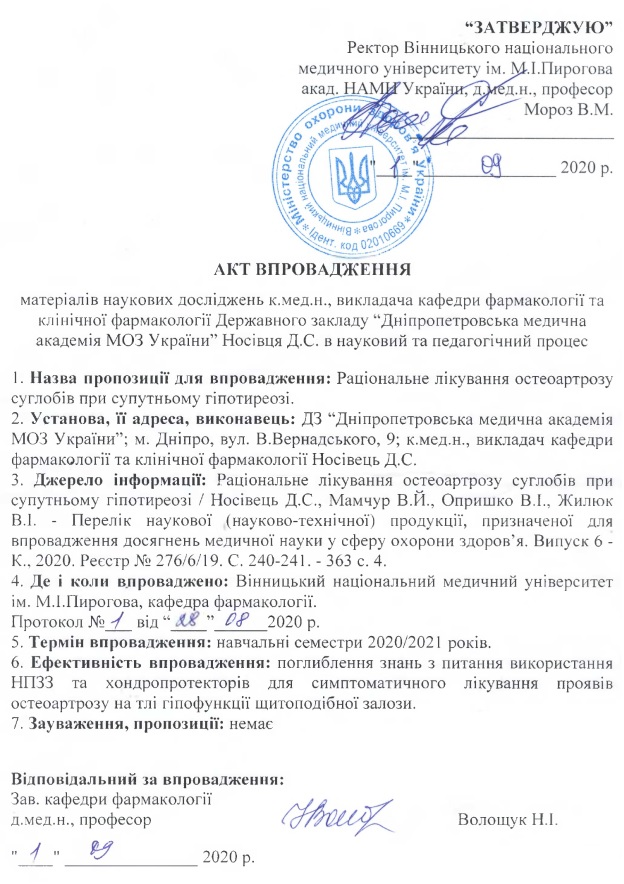 “ЗАТВЕРДЖУЮ”
Ректор Вінницького національного
медичного університету ім. М.І.Пирогова
акад. НАМН України, д.мед.н., професор
Мороз В.М.
"1" 09 2020 р.
Міністерство охорони здоров'я України
Вінницький національний медичний університет ім. М.І. Пирогова
Ідент. код 02010669
АКТ ВПРОВАДЖЕННЯ
матеріалів наукових досліджень к.мед.н., викладача кафедри фармакології та
клінічної фармакології Державного закладу “Дніпропетровська медична
академія МОЗ України” Носівця Д.С. в науковий та педагогічний процес
1. Назва пропозиції для впровадження: Раціональне лікування остеоартрозу
суглобів при супутньому гіпотиреозі.
2. Установа, її адреса, виконавець: ДЗ “Дніпропетровська медична академія
МОЗ України”; м. Дніпро, вул. В.Вернадського, 9; к.мед.н., викладач кафедри
фармакології та клінічної фармакології Носівець Д.С.
3. Джерело інформації: Раціональне лікування остеоартрозу суглобів при
супутньому гіпотиреозі / Носівець Д.С., Мамчур В.Й., Опришко В.І., Жилюк
В.І. - Перелік наукової (науково-технічної) продукції, призначеної для
впровадження досягнень медичної науки у сферу охорони здоров’я. Випуск 6 -
К., 2020. Реєстр № 276/6/19. С. 240-241. - 363 с. 4.
4. Де і коли впроваджено: Вінницький національний медичний університет
ім. М.І.Пирогова, кафедра фармакології.
Протокол № 1 від “28” 08 2020 р.
5. Термін впровадження: навчальні семестри 2020/2021 років.
6. Ефективність впровадження: поглиблення знань з питання використання
НПЗЗ та хондропротекторів для симптоматичного лікування проявів
остеоартрозу на тлі гіпофункції щитоподібної залози.
7. Зауваження, пропозиції: немає
Відповідальний за впровадження:
Зав. кафедри фармакології
д.мед.н., професор Волощук Н.І.
"1" 09 2020 р.